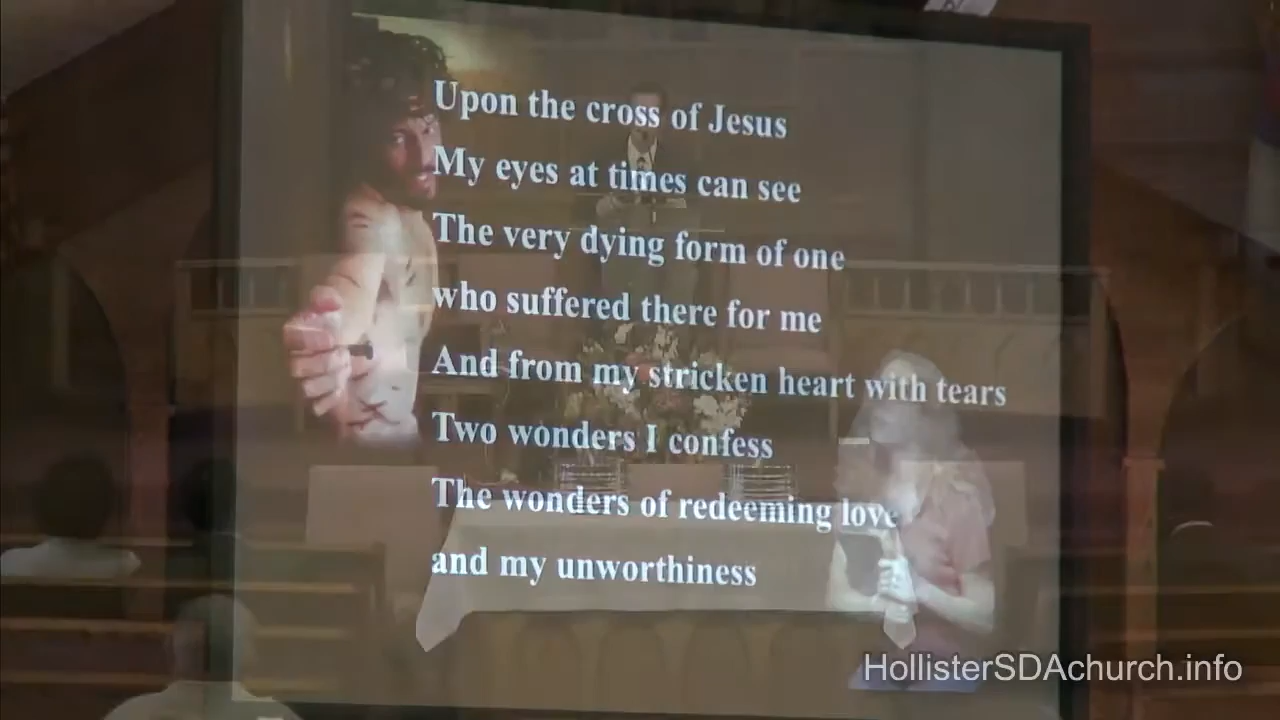 Upon the cross of Jesus
My eyes at times can see
The very dying form of one
who suffered there for me
And from my stricken heart with tears
Two wonders I confess
The wonders of redeeming love
and my unworthiness
HollisterSDAchurch.info